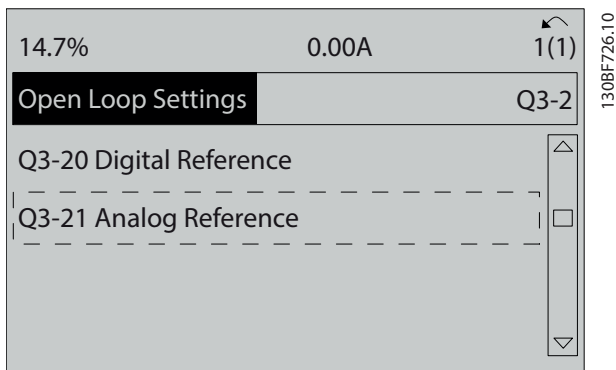 14.7% 0.00A 1(1)
Open Loop Settings Q3-2
Q3-20 Digital Reference
Q3-21 Analog Reference
130BF726.10